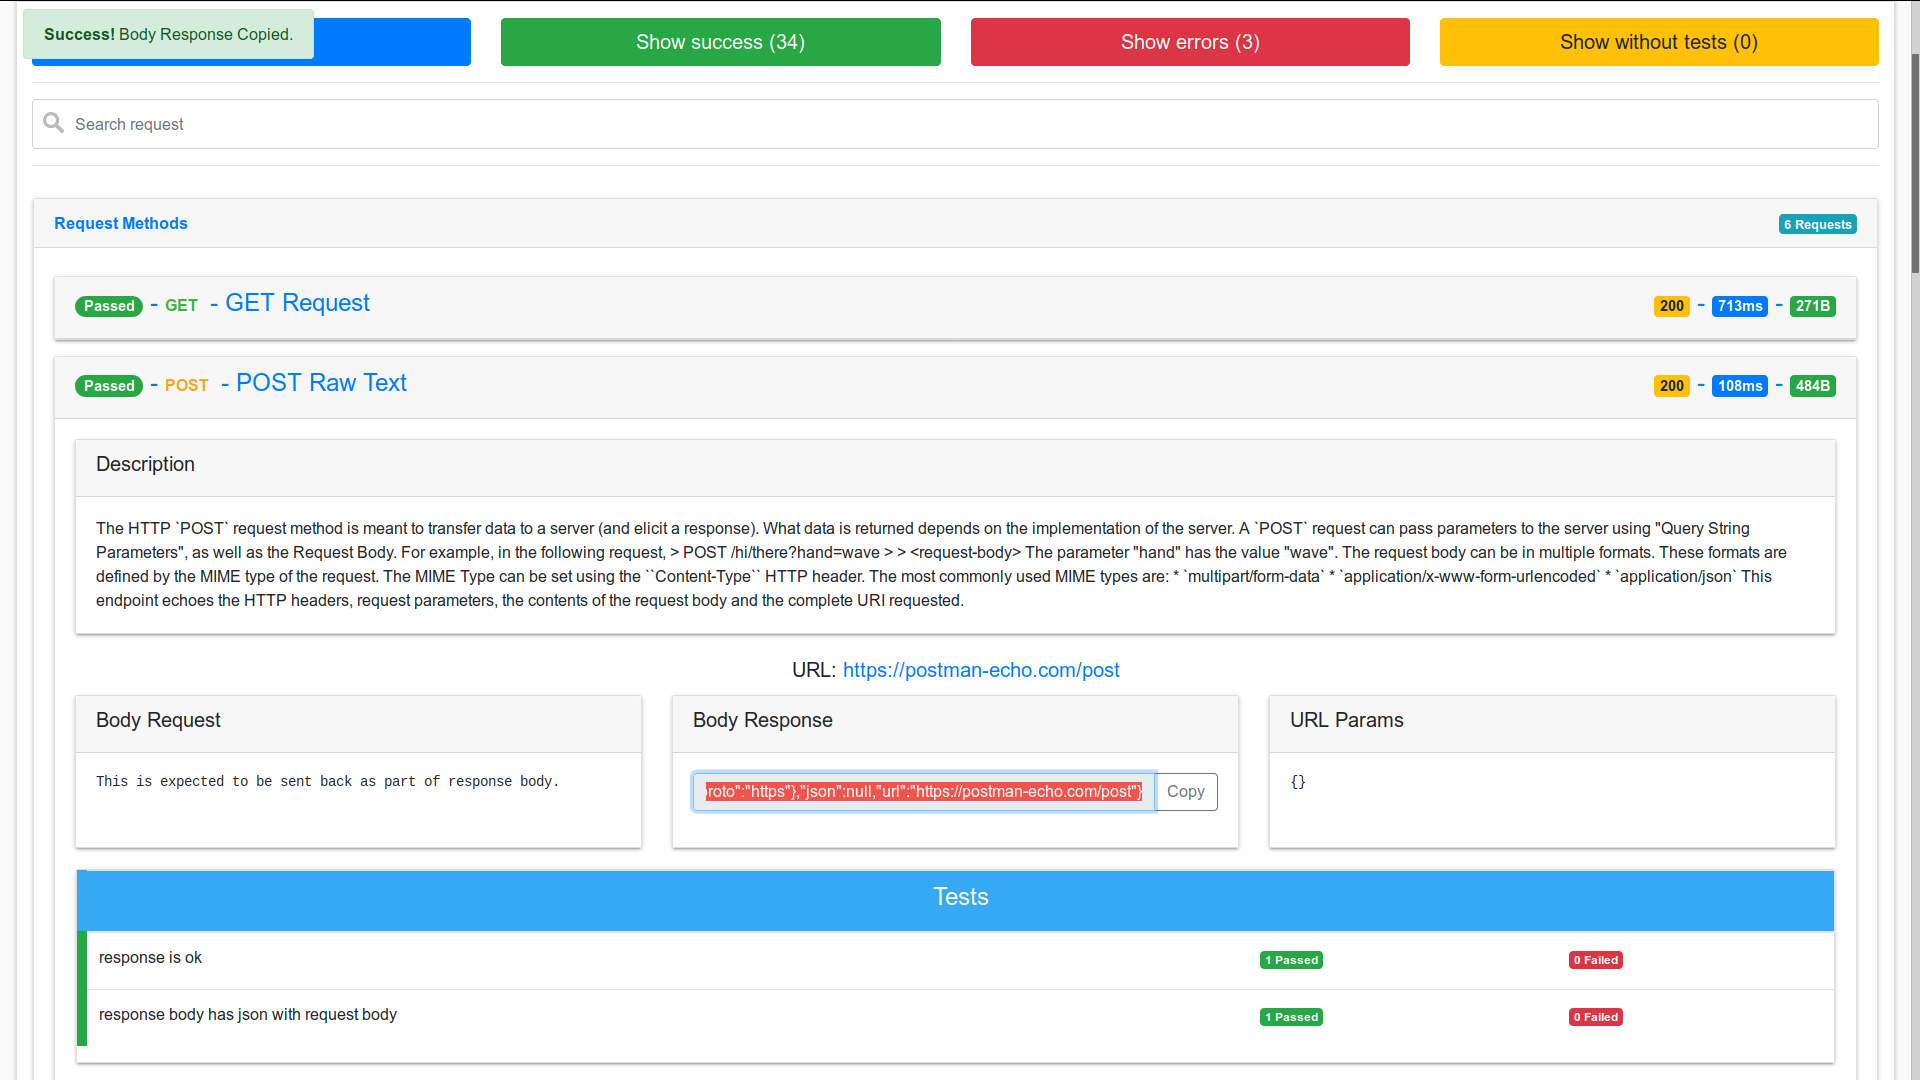 Success! Body Response Copied.
Show success (34)
Show errors (3)
Show without tests (0)
Search request
Request Methods
6 Requests
Passed - GET - GET Request
200 - 713ms - 271B
Passed - POST - POST Raw Text
200 - 108ms - 484B
Description
The HTTP `POST` request method is meant to transfer data to a server (and elicit a response). What data is returned depends on the implementation of the server. A `POST` request can pass parameters to the server using "Query String
Parameters", as well as the Request Body. For example, in the following request, > POST /hi/there?hand=wave > > <request-body> The parameter "hand" has the value "wave". The request body can be in multiple formats. These formats are
defined by the MIME type of the request. The MIME Type can be set using the ``Content-Type`` HTTP header. The most commonly used MIME types are: * `multipart/form-data` * `application/x-www-form-urlencoded` * `application/json` This
endpoint echoes the HTTP headers, request parameters, the contents of the request body and the complete URI requested.
URL: https://postman-echo.com/post
Body Request
Body Response
URL Params
This is expected to be sent back as part of response body.
roto":"https"},"json":null,"url":"https://postman-echo.com/post"}
Copy
{}
Tests
response is ok
1 Passed
0 Failed
response body has json with request body
1 Passed
0 Failed